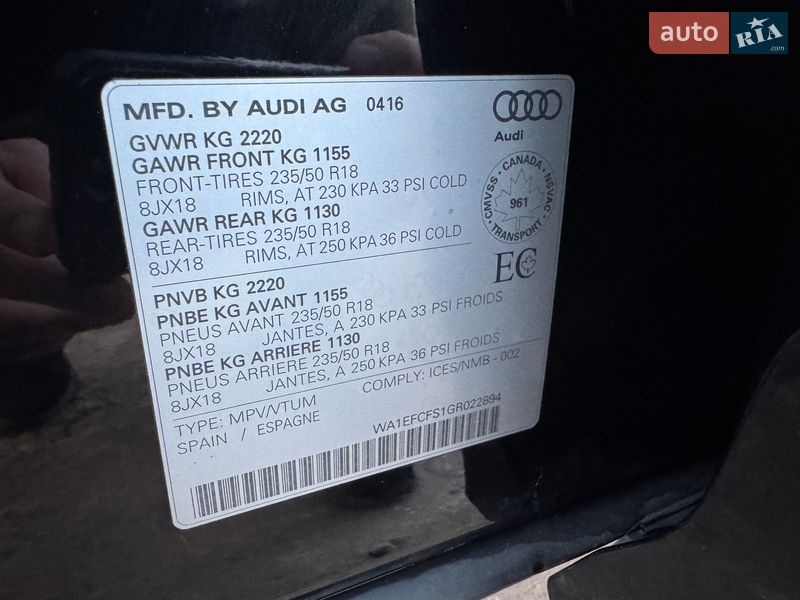 auto RIA.com
MFD. BY AUDI AG 0416
Audi
GVWR KG 2220
GAWR FRONT KG 1155
FRONT-TIRES 235/50 R18
8JX18 RIMS, AT 230 KPA 33 PSI COLD
GAWR REAR KG 1130
REAR-TIRES 235/50 R18
8JX18 RIMS, AT 250 KPA 36 PSI COLD
CMVSS - CANADA - NSVAC
961
TRANSPORT
EC
PNVB KG 2220
PNBE KG AVANT 1155
PNEUS AVANT 235/50 R18
8JX18 JANTES, A 230 KPA 33 PSI FROIDS
PNBE KG ARRIERE 1130
PNEUS ARRIERE 235/50 R18
8JX18 JANTES, A 250 KPA 36 PSI FROIDS
TYPE: MPV/VTUM COMPLY: ICES/NMB - 002
SPAIN / ESPAGNE
WA1EFCFS1GR022894